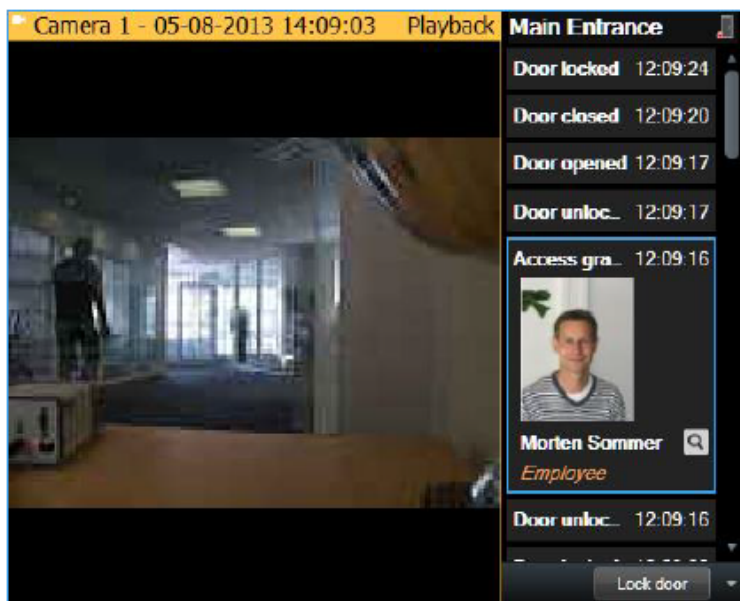 Camera 1 - 05-08-2013 14:09:03 Playback
Main Entrance
Door locked 12:09:24
Door closed 12:09:20
Door opened 12:09:17
Door unloc... 12:09:17
Access gra... 12:09:16
Morten Sommer
Employee
Door unloc... 12:09:16
Lock door